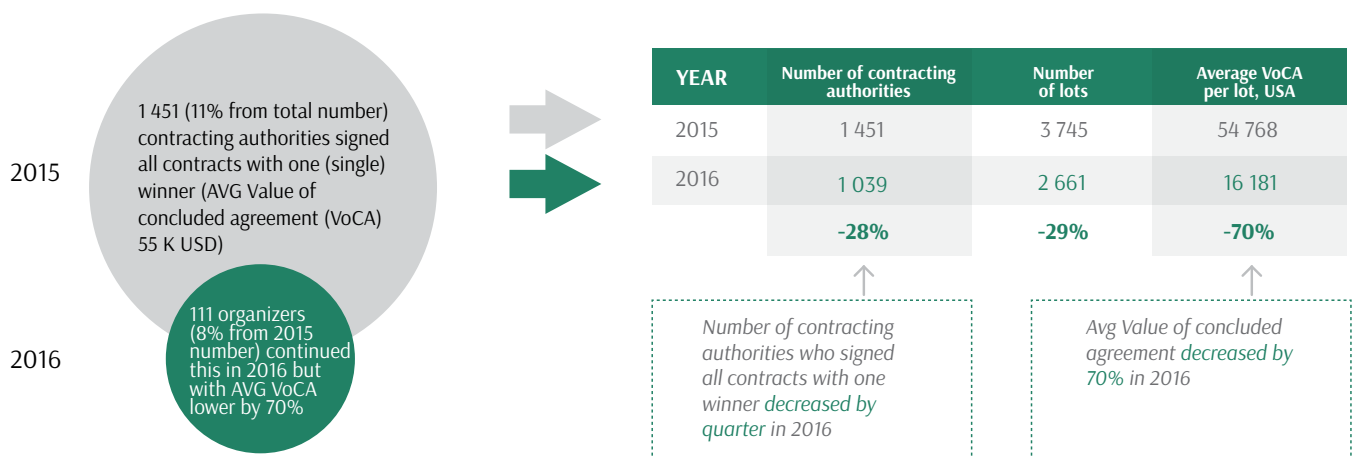 2015
1 451 (11% from total number)
contracting authorities signed
all contracts with one (single)
winner (AVG Value of
concluded agreement (VoCA)
55 K USD)
2016
111 organizers
(8% from 2015
number) continued
this in 2016 but
with AVG VoCA
lower by 70%
YEAR
Number of contracting
authorities
Number
of lots
Average VoCA
per lot, USA
2015 1 451 3 745 54 768
2016 1 039 2 661 16 181
-28% -29% -70%
Number of contracting
authorities who signed
all contracts with one
winner decreased by
quarter in 2016
Avg Value of concluded
agreement decreased by
70% in 2016